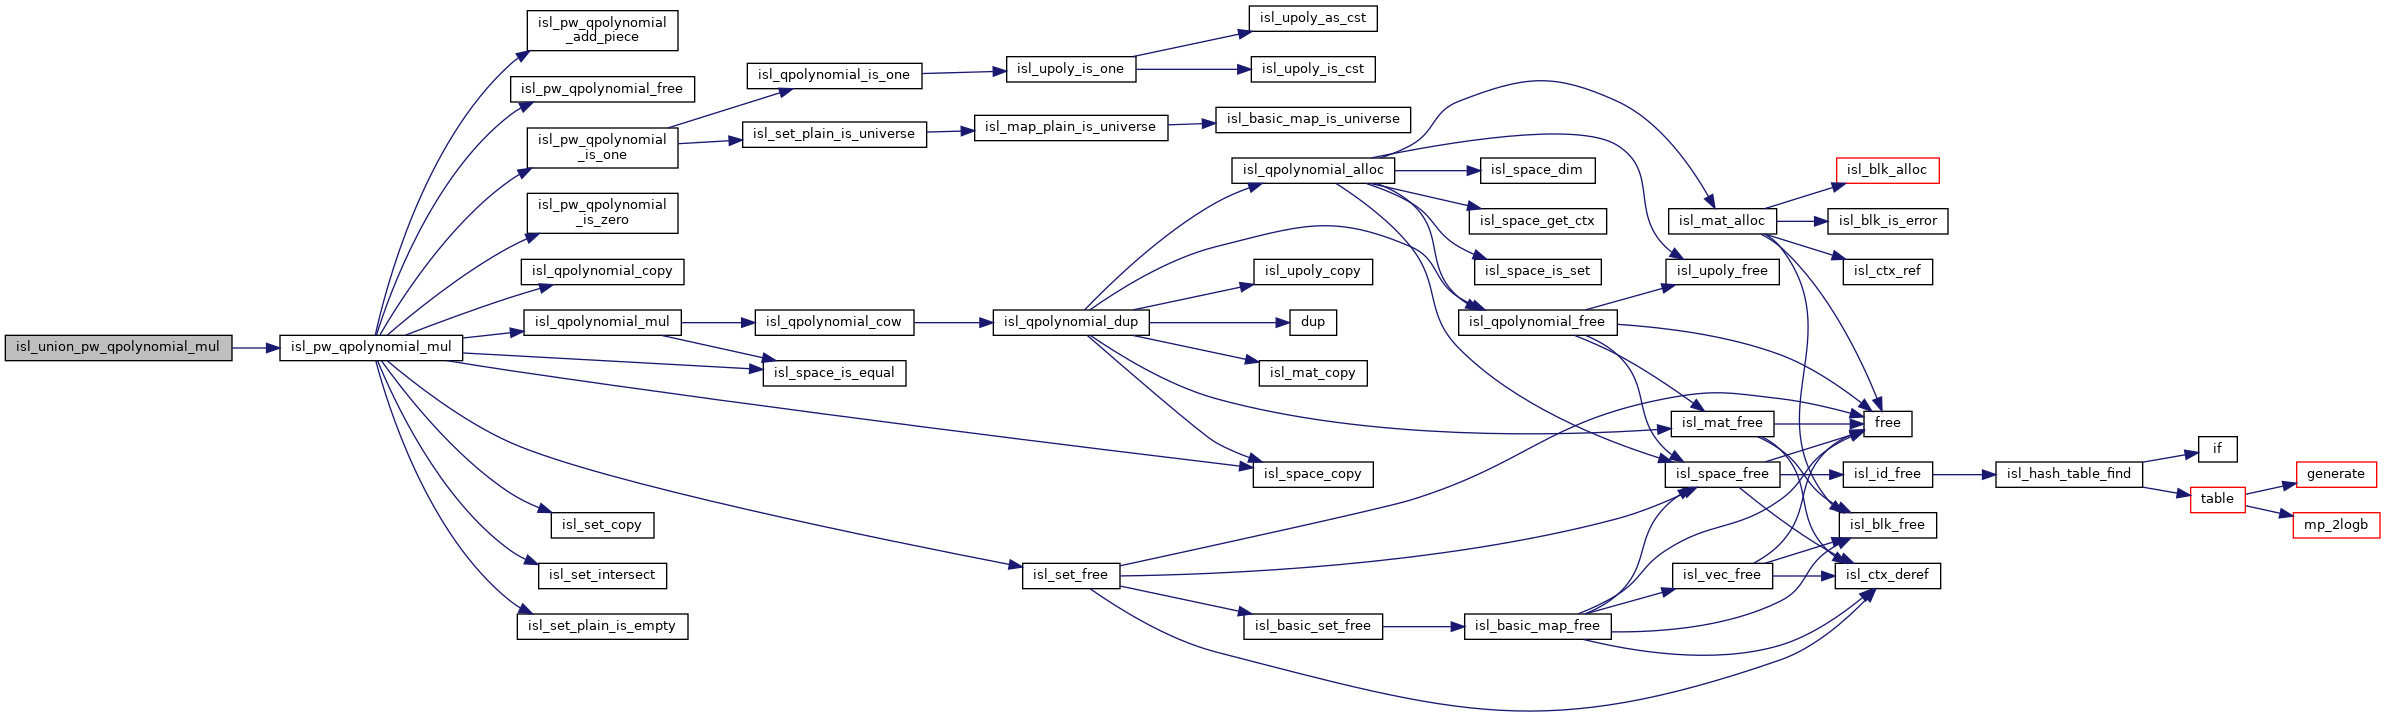 isl_union_pw_qpolynomial_mul
isl_pw_qpolynomial_mul
isl_pw_qpolynomial
_add_piece
isl_pw_qpolynomial_free
isl_pw_qpolynomial
_is_one
isl_pw_qpolynomial
_is_zero
isl_qpolynomial_copy
isl_qpolynomial_mul
isl_set_copy
isl_set_intersect
isl_set_plain_is_empty
isl_qpolynomial_is_one
isl_set_plain_is_universe
isl_qpolynomial_cow
isl_space_is_equal
isl_upoly_is_one
isl_map_plain_is_universe
isl_qpolynomial_dup
isl_set_free
isl_upoly_as_cst
isl_upoly_is_cst
isl_basic_map_is_universe
isl_qpolynomial_alloc
isl_upoly_copy
dup
isl_mat_copy
isl_space_copy
isl_basic_set_free
isl_space_dim
isl_space_get_ctx
isl_space_is_set
isl_qpolynomial_free
isl_basic_map_free
isl_mat_alloc
isl_upoly_free
isl_mat_free
isl_space_free
isl_vec_free
isl_blk_alloc
isl_blk_is_error
isl_ctx_ref
free
isl_id_free
isl_blk_free
isl_ctx_deref
isl_hash_table_find
if
table
generate
mp_2logb